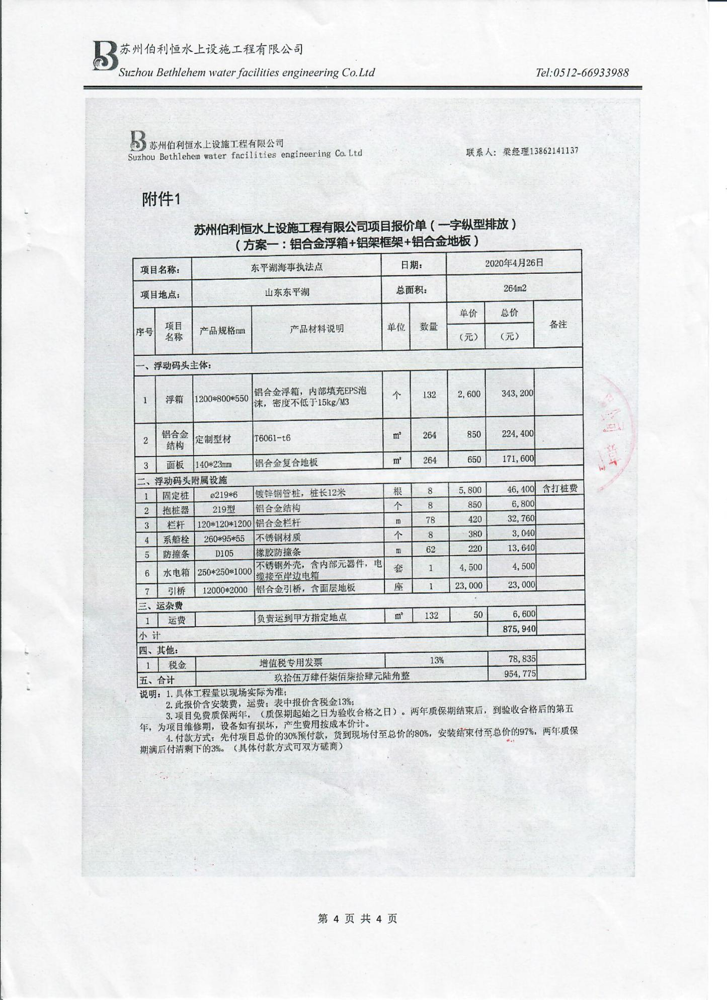 苏州伯利恒水上设施工程有限公司
Suzhou Bethlehem water facilities engineering Co.Ltd Tel:0512-66933988
苏州伯利恒水上设施工程有限公司
Suzhou Bethlehem water facilities engineering Co. Ltd 联系人：梁经理13862141137
附件1
苏州伯利恒水上设施工程有限公司项目报价单（一字纵型排放）
（方案一：铝合金浮箱+铝架框架+铝合金地板）
项目名称： 东平湖海事执法点 日期： 2020年4月26日
项目地点： 山东东平湖 总面积： 264m2
序号 项目名称 产品规格mm 产品材料说明 单位 数量 单价（元） 总价（元） 备注
一、浮动码头主体：
1 浮箱 1200*800*550 铝合金浮箱，内部填充EPS泡沫，密度不低于15kg/M3 个 132 2,600 343,200
2 铝合金结构 定制型材 T6061-t6 m² 264 850 224,400
3 面板 140*23mm 铝合金复合地板 m² 264 650 171,600
二、浮动码头附属设施
1 固定桩 ø219*6 镀锌钢管桩，桩长12米 根 8 5,800 46,400 含打桩费
2 抱桩器 219型 铝合金结构 个 8 850 6,800
3 栏杆 120*120*1200 铝合金栏杆 m 78 420 32,760
4 系船栓 260*95*55 不锈钢材质 个 8 380 3,040
5 防撞条 D105 橡胶防撞条 m 62 220 13,640
6 水电箱 250*250*1000 不锈钢外壳，含内部元器件，电缆接至岸边电箱 套 1 4,500 4,500
7 引桥 12000*2000 铝合金引桥，含面层地板 座 1 23,000 23,000
三、运杂费
1 运费 负责运到甲方指定地点 m² 132 50 6,600
小 计 875,940
四、其他：
1 税金 增值税专用发票 13% 78,835
五、合计 玖拾伍万肆仟柒佰柒拾肆元陆角整 954,775
说明：1.具体工程量以现场实际为准；
2.此报价含安装费，运费；表中报价含税金13%；
3.项目免费质保两年，（质保期起始之日为验收合格之日）。两年质保期结束后，到验收合格后的第五
年，为项目维修期，设备如有损坏，产生费用按成本价计。
4.付款方式：先付项目总价的30%预付款，货到现场付至总价的80%，安装结束付至总价的97%，两年质保
期满后付清剩下的3%。（具体付款方式可双方磋商）
第 4 页 共 4 页